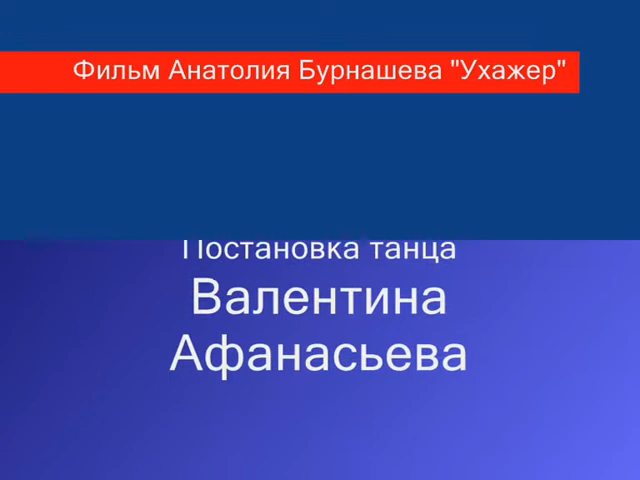 Фильм Анатолия Бурнашева "Ухажер"
Постановка танца
Валентина
Афанасьева